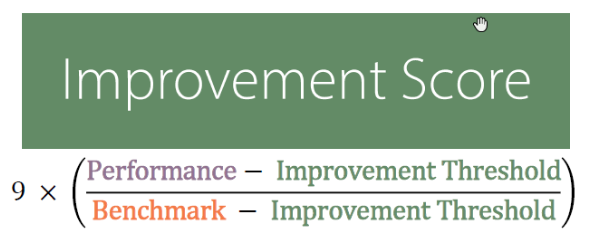 Improvement Score
9 × (Performance − Improvement Threshold
Benchmark − Improvement Threshold)